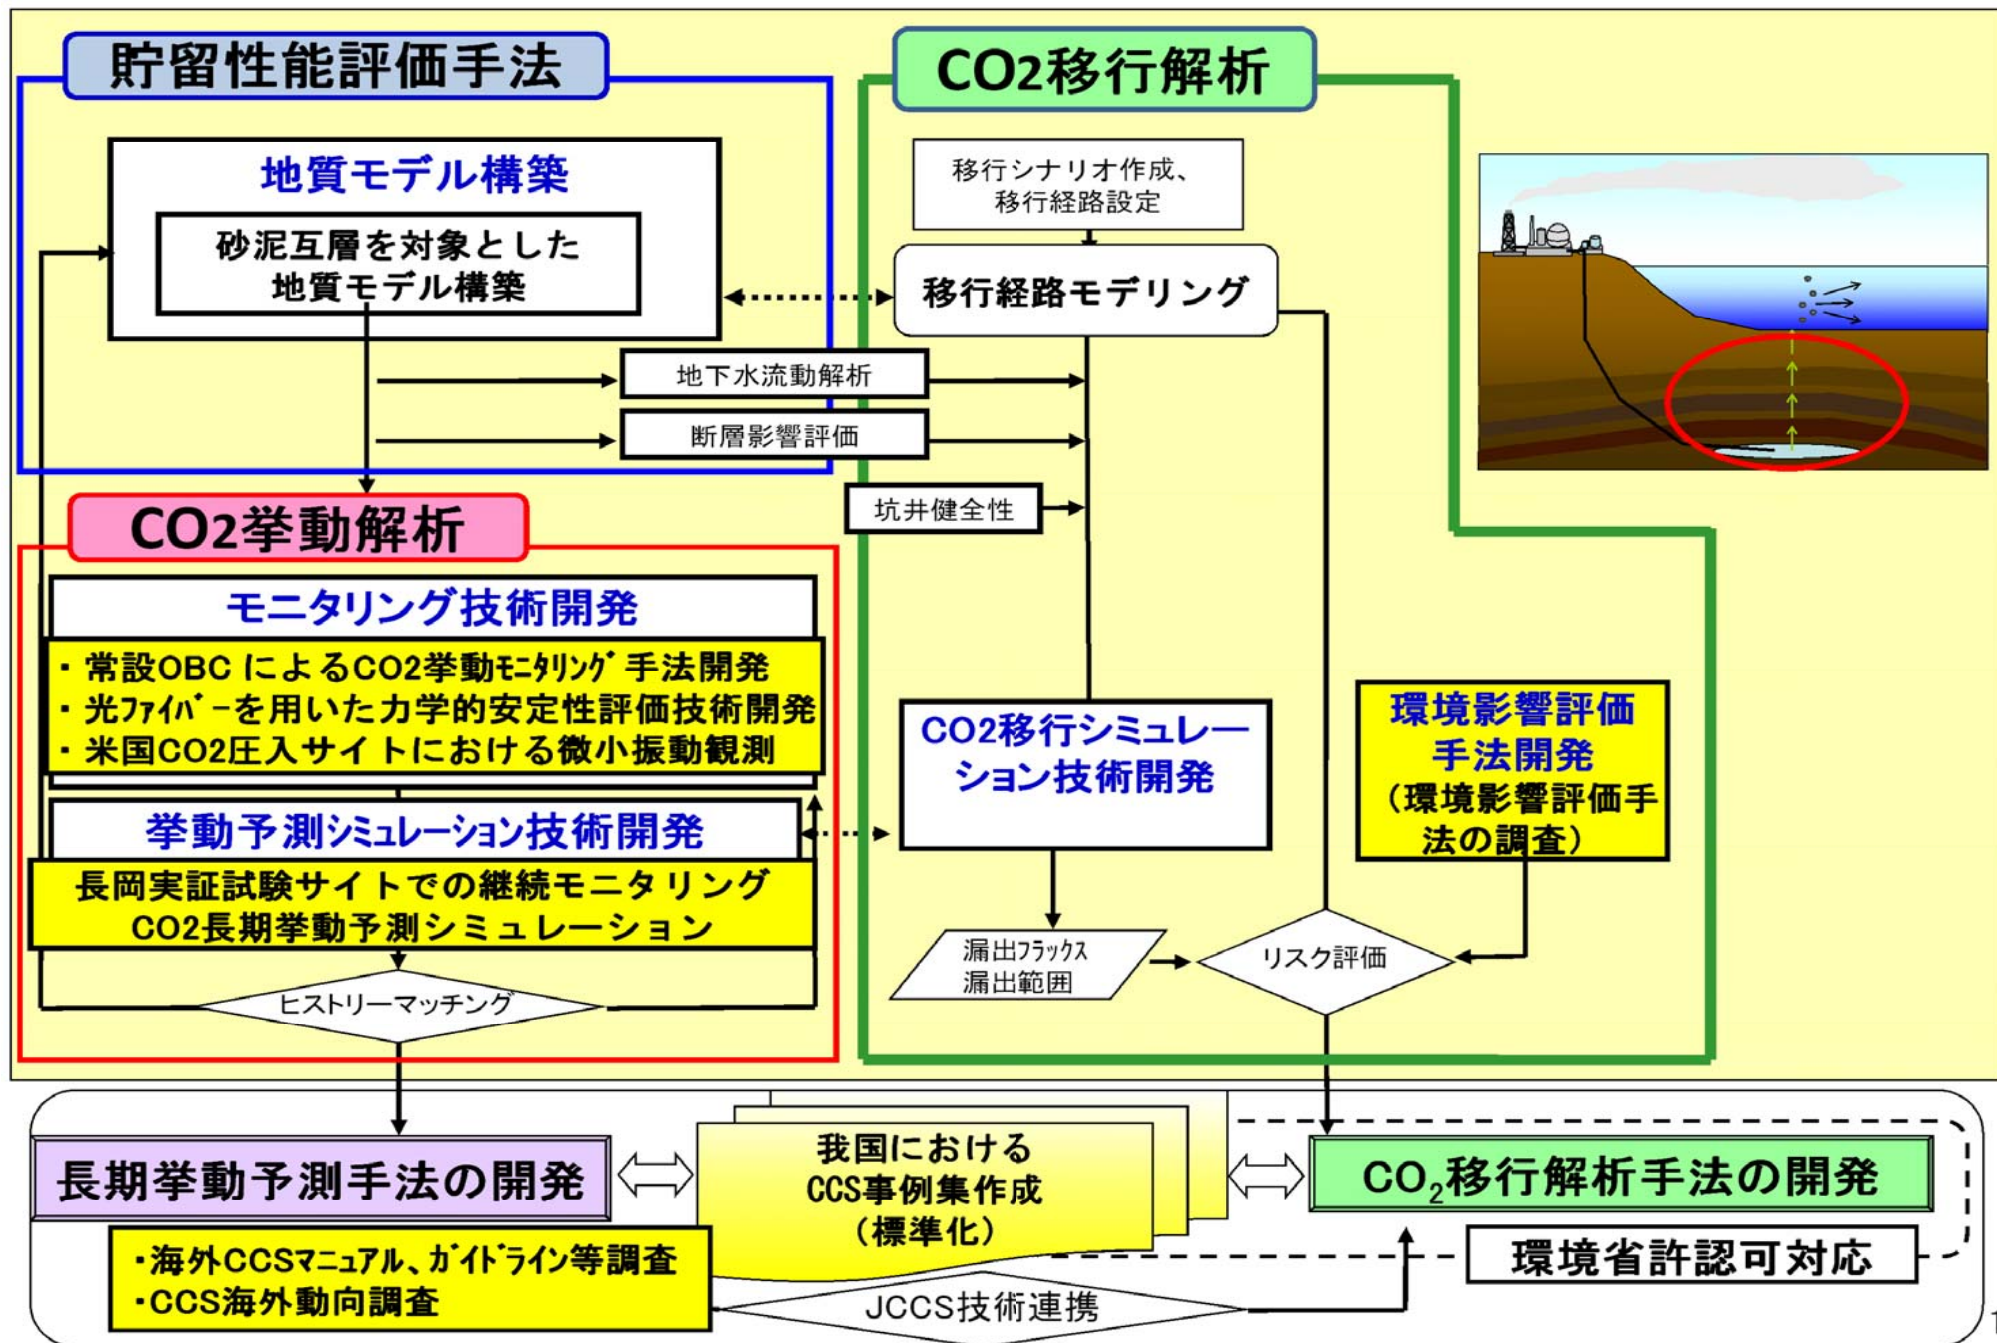 貯留性能評価手法
地質モデル構築
砂泥互層を対象とした
地質モデル構築
CO2移行解析
移行シナリオ作成、
移行経路設定
移行経路モデリング
地下水流動解析
断層影響評価
坑井健全性
CO2挙動解析
モニタリング技術開発
・常設OBC によるCO2挙動ﾓﾆﾀﾘﾝｸﾞ手法開発
・光ﾌｧｲﾊﾞｰを用いた力学的安定性評価技術開発
・米国CO2圧入サイトにおける微小振動観測
挙動予測ｼﾐｭﾚｰｼｮﾝ技術開発
長岡実証試験サイトでの継続モニタリング
CO2長期挙動予測シミュレーション
ヒストリーマッチング
CO2移行シミュレー
ション技術開発
漏出ﾌﾗｯｸｽ
漏出範囲
リスク評価
環境影響評価
手法開発
（環境影響評価手
法の調査）
長期挙動予測手法の開発
・海外CCSﾏﾆｭｱﾙ、ｶﾞｲﾄﾞﾗｲﾝ等調査
・CCS海外動向調査
我国における
CCS事例集作成
（標準化）
JCCS技術連携
CO₂移行解析手法の開発
環境省許認可対応